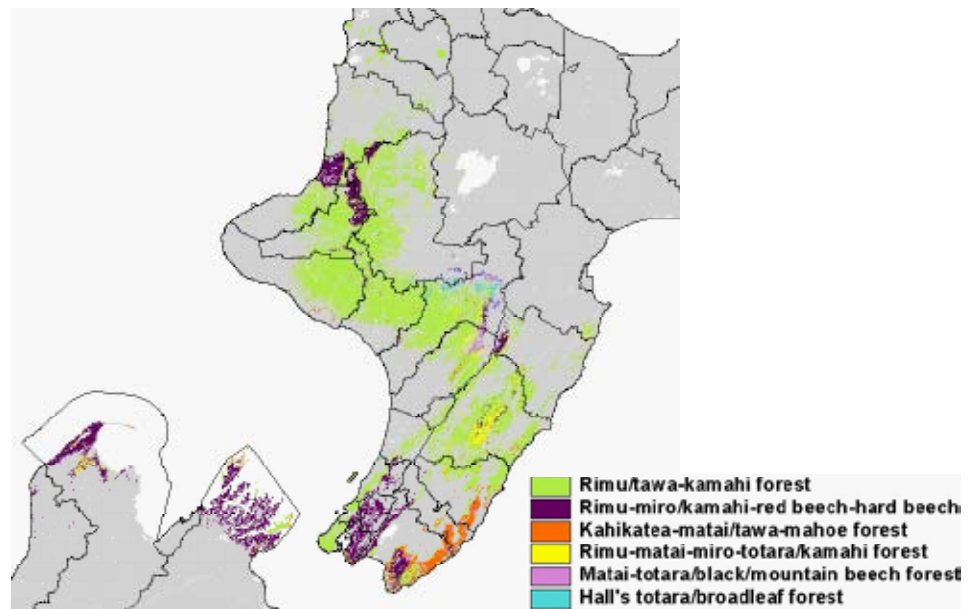 Rimu/tawa-kamahi forest
Rimu-miro/kamahi-red beech-hard beech
Kahikatea-matai/tawa-mahoe forest
Rimu-matai-miro-totara/kamahi forest
Matai-totara/black/mountain beech forest
Hall's totara/broadleaf forest